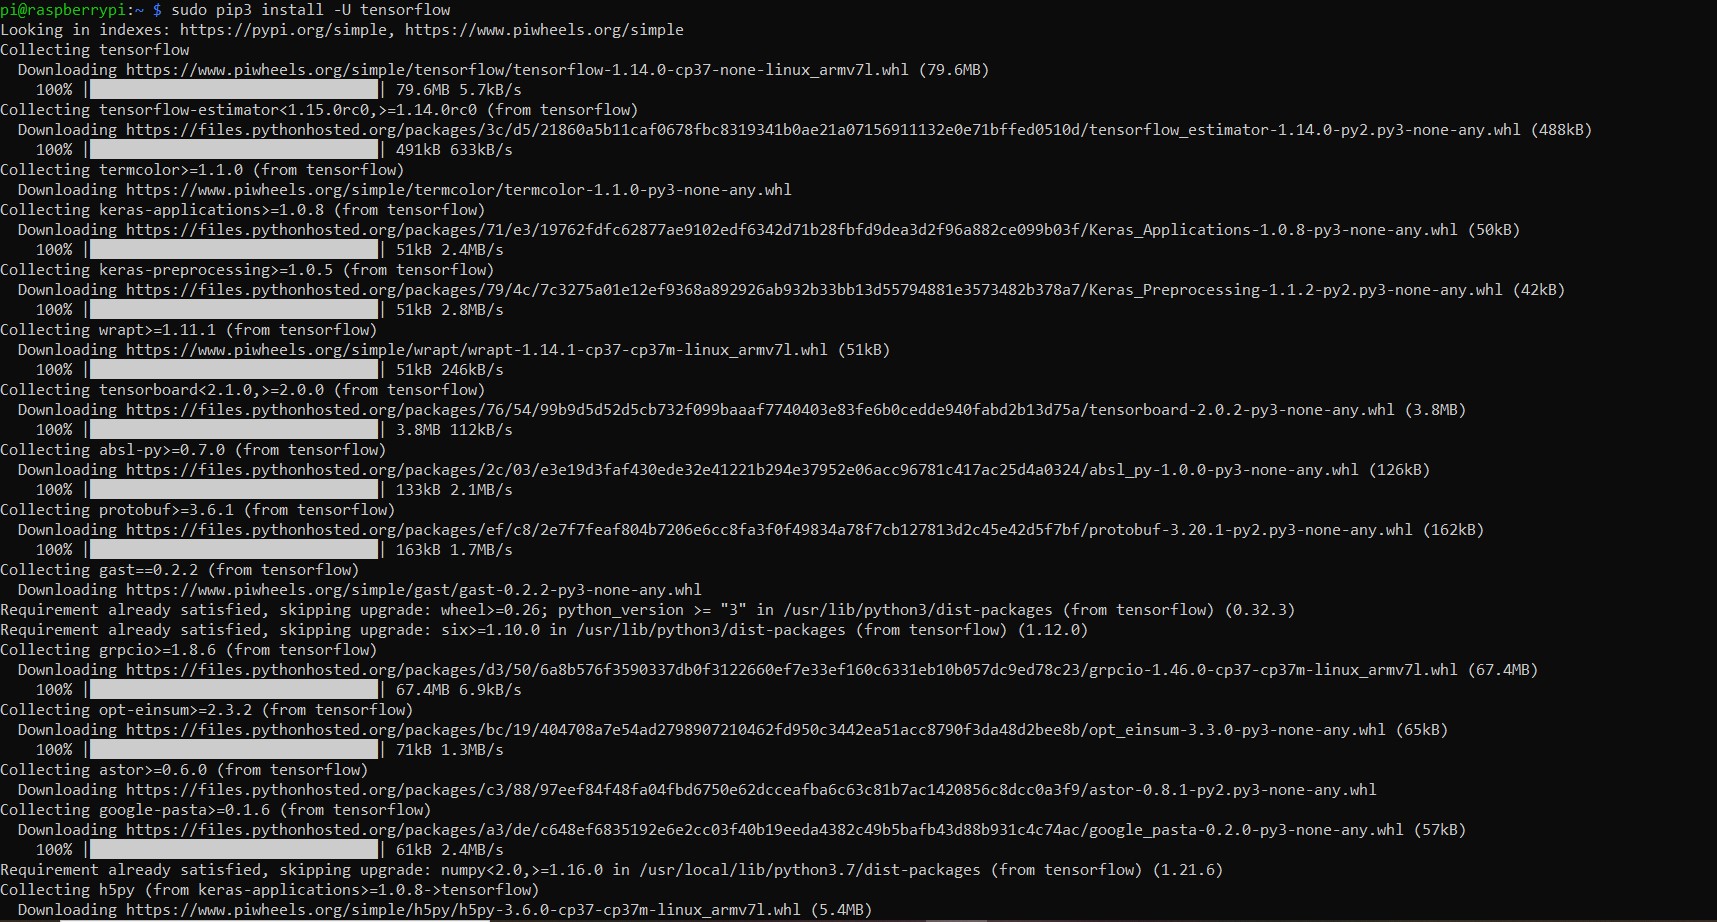 pi@raspberrypi:~ $ sudo pip3 install -U tensorflow
Looking in indexes: https://pypi.org/simple, https://www.piwheels.org/simple
Collecting tensorflow
  Downloading https://www.piwheels.org/simple/tensorflow/tensorflow-1.14.0-cp37-none-linux_armv7l.whl (79.6MB)
    100% |████████████████████████████████| 79.6MB 5.7kB/s
Collecting tensorflow-estimator<1.15.0rc0,>=1.14.0rc0 (from tensorflow)
  Downloading https://files.pythonhosted.org/packages/3c/d5/21860a5b11caf0678fbc8319341b0ae21a07156911132e0e71bffed0510d/tensorflow_estimator-1.14.0-py2.py3-none-any.whl (488kB)
    100% |████████████████████████████████| 491kB 633kB/s
Collecting termcolor>=1.1.0 (from tensorflow)
  Downloading https://www.piwheels.org/simple/termcolor/termcolor-1.1.0-py3-none-any.whl
Collecting keras-applications>=1.0.8 (from tensorflow)
  Downloading https://files.pythonhosted.org/packages/71/e3/19762fdfc62877ae9102edf6342d71b28fbfd9dea3d2f96a882ce099b03f/Keras_Applications-1.0.8-py3-none-any.whl (50kB)
    100% |████████████████████████████████| 51kB 2.4MB/s
Collecting keras-preprocessing>=1.0.5 (from tensorflow)
  Downloading https://files.pythonhosted.org/packages/79/4c/7c3275a01e12ef9368a892926ab932b33bb13d55794881e3573482b378a7/Keras_Preprocessing-1.1.2-py2.py3-none-any.whl (42kB)
    100% |████████████████████████████████| 51kB 2.8MB/s
Collecting wrapt>=1.11.1 (from tensorflow)
  Downloading https://www.piwheels.org/simple/wrapt/wrapt-1.14.1-cp37-cp37m-linux_armv7l.whl (51kB)
    100% |████████████████████████████████| 51kB 246kB/s
Collecting tensorboard<2.1.0,>=2.0.0 (from tensorflow)
  Downloading https://files.pythonhosted.org/packages/76/54/99b9d5d52d5cb732f099baaaf7740403e83fe6b0cedde940fabd2b13d75a/tensorboard-2.0.2-py3-none-any.whl (3.8MB)
    100% |████████████████████████████████| 3.8MB 112kB/s
Collecting absl-py>=0.7.0 (from tensorflow)
  Downloading https://files.pythonhosted.org/packages/2c/03/e3e19d3faf430ede32e41221b294e37952e06acc96781c417ac25d4a0324/absl_py-1.0.0-py3-none-any.whl (126kB)
    100% |████████████████████████████████| 133kB 2.1MB/s
Collecting protobuf>=3.6.1 (from tensorflow)
  Downloading https://files.pythonhosted.org/packages/ef/c8/2e7f7feaf804b7206e6cc8fa3f0f49834a78f7cb127813d2c45e42d5f7bf/protobuf-3.20.1-py2.py3-none-any.whl (162kB)
    100% |████████████████████████████████| 163kB 1.7MB/s
Collecting gast==0.2.2 (from tensorflow)
  Downloading https://www.piwheels.org/simple/gast/gast-0.2.2-py3-none-any.whl
Requirement already satisfied, skipping upgrade: wheel>=0.26; python_version >= "3" in /usr/lib/python3/dist-packages (from tensorflow) (0.32.3)
Requirement already satisfied, skipping upgrade: six>=1.10.0 in /usr/lib/python3/dist-packages (from tensorflow) (1.12.0)
Collecting grpcio>=1.8.6 (from tensorflow)
  Downloading https://files.pythonhosted.org/packages/d3/50/6a8b576f3590337db0f3122660ef7e33ef160c6331eb10b057dc9ed78c23/grpcio-1.46.0-cp37-cp37m-linux_armv7l.whl (67.4MB)
    100% |████████████████████████████████| 67.4MB 6.9kB/s
Collecting opt-einsum>=2.3.2 (from tensorflow)
  Downloading https://files.pythonhosted.org/packages/bc/19/404708a7e54ad2798907210462fd950c3442ea51acc8790f3da48d2bee8b/opt_einsum-3.3.0-py3-none-any.whl (65kB)
    100% |████████████████████████████████| 71kB 1.3MB/s
Collecting astor>=0.6.0 (from tensorflow)
  Downloading https://files.pythonhosted.org/packages/c3/88/97eef84f48fa04fbd6750e62dcceafba6c63c81b7ac1420856c8dcc0a3f9/astor-0.8.1-py2.py3-none-any.whl
Collecting google-pasta>=0.1.6 (from tensorflow)
  Downloading https://files.pythonhosted.org/packages/a3/de/c648ef6835192e6e2cc03f40b19eeda4382c49b5bafb43d88b931c4c74ac/google_pasta-0.2.0-py3-none-any.whl (57kB)
    100% |████████████████████████████████| 61kB 2.4MB/s
Requirement already satisfied, skipping upgrade: numpy<2.0,>=1.16.0 in /usr/local/lib/python3.7/dist-packages (from tensorflow) (1.21.6)
Collecting h5py (from keras-applications>=1.0.8->tensorflow)
  Downloading https://www.piwheels.org/simple/h5py/h5py-3.6.0-cp37-cp37m-linux_armv7l.whl (5.4MB)